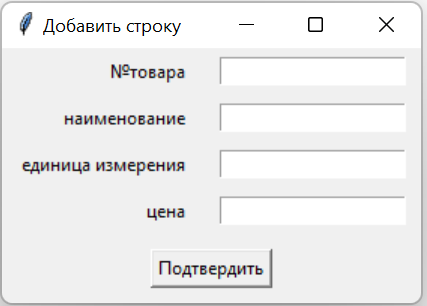 Добавить строку
№товара
наименование
единица измерения
цена
Подтвердить